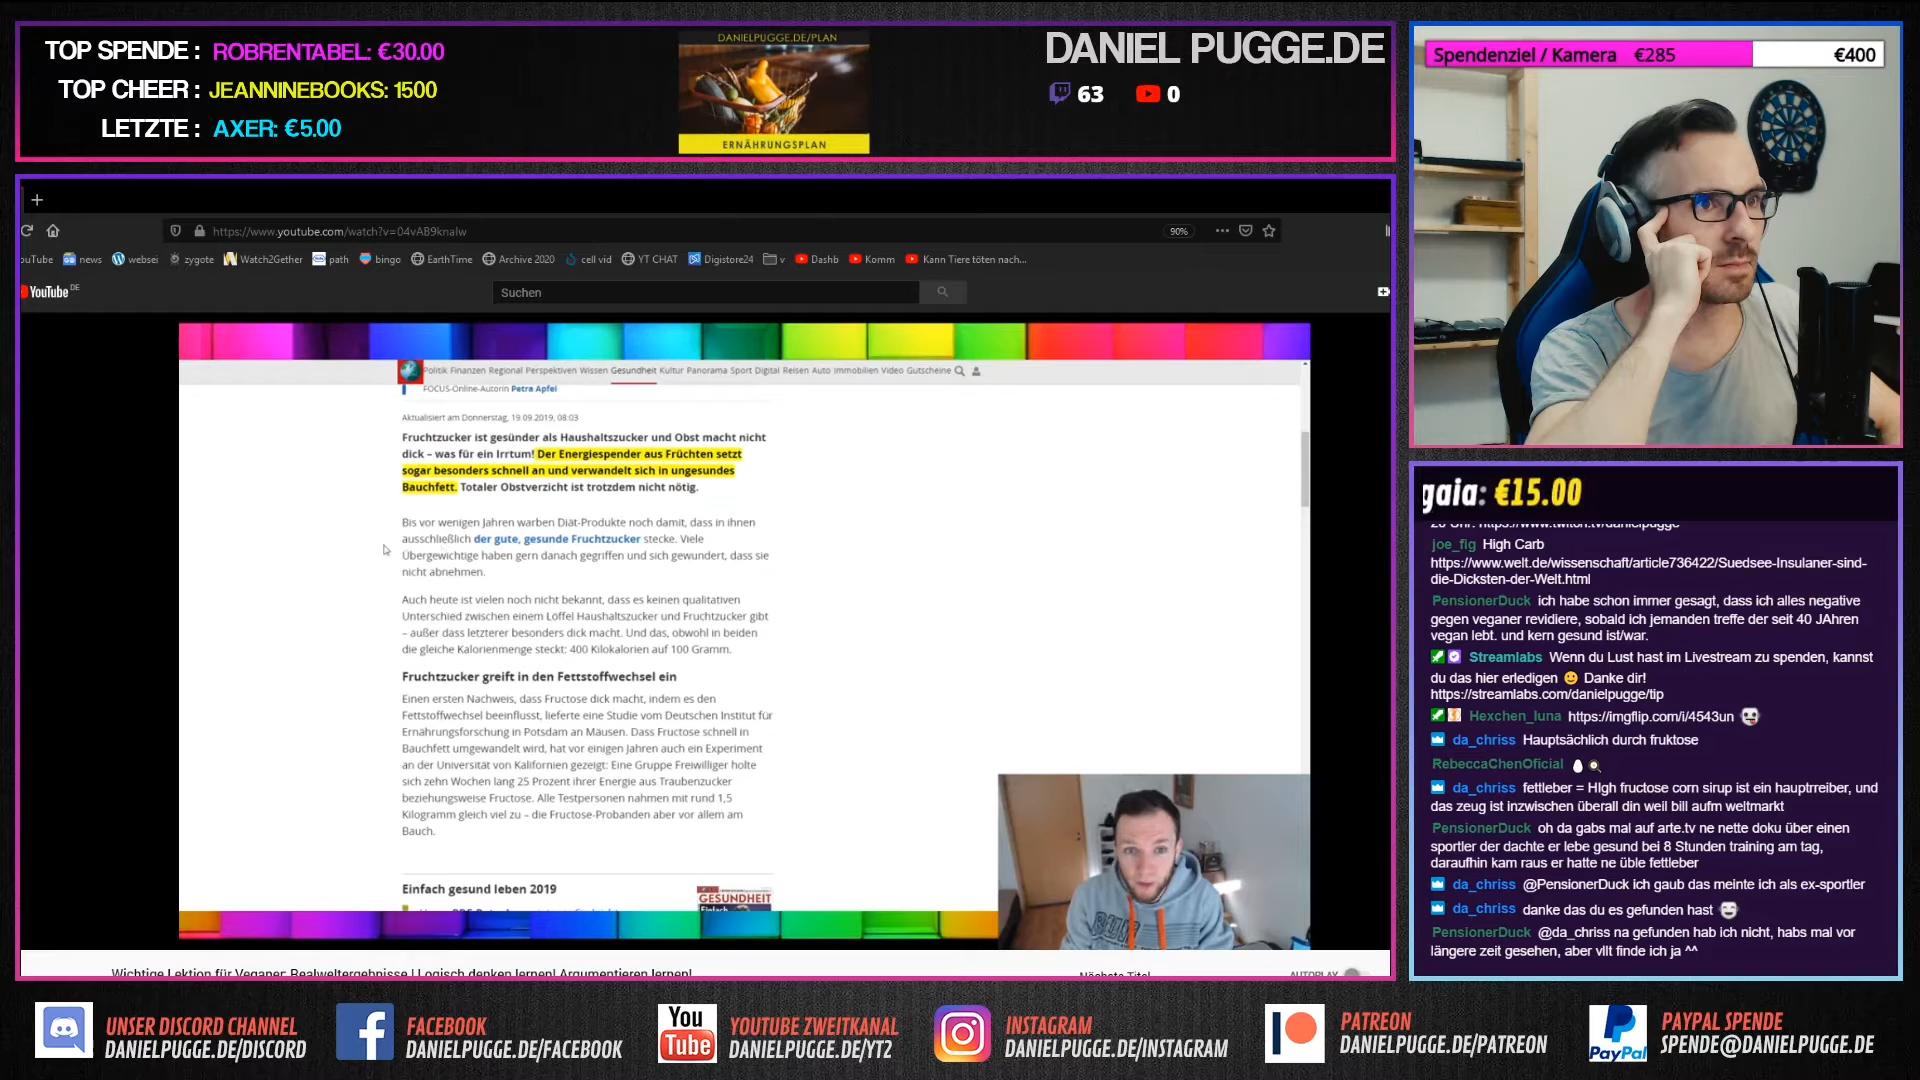 TOP SPENDE : ROBRENTABEL: €30.00
TOP CHEER : JEANNINEBOOKS: 1500
LETZTE : AXER: €5.00
DANIELPUGGE.DE/PLAN
ERNÄHRUNGSPLAN
DANIEL PUGGE.DE
63 0
Spendenziel / Kamera €285 €400
https://www.youtube.com/watch?v=04vAB9knalw
90%
ouTube news websei zygote Watch2Gether path bingo EarthTime Archive 2020 cell vid YT CHAT Digistore24 v Dashb Komm Kann Tiere töten nach...
YouTube DE
Suchen
Politik Finanzen Regional Perspektiven Wissen Gesundheit Kultur Panorama Sport Digital Reisen Auto Immobilien Video Gutscheine
FOCUS-Online-Autorin Petra Apfel
Aktualisiert am Donnerstag, 19.09.2019, 08:03
Fruchtzucker ist gesünder als Haushaltszucker und Obst macht nicht
dick – was für ein Irrtum! Der Energiespender aus Früchten setzt
sogar besonders schnell an und verwandelt sich in ungesundes
Bauchfett. Totaler Obstverzicht ist trotzdem nicht nötig.
Bis vor wenigen Jahren warben Diät-Produkte noch damit, dass in ihnen
ausschließlich der gute, gesunde Fruchtzucker stecke. Viele
Übergewichtige haben gern danach gegriffen und sich gewundert, dass sie
nicht abnehmen.
Auch heute ist vielen noch nicht bekannt, dass es keinen qualitativen
Unterschied zwischen einem Löffel Haushaltszucker und Fruchtzucker gibt
– außer dass letzterer besonders dick macht. Und das, obwohl in beiden
die gleiche Kalorienmenge steckt: 400 Kilokalorien auf 100 Gramm.
Fruchtzucker greift in den Fettstoffwechsel ein
Einen ersten Nachweis, dass Fructose dick macht, indem es den
Fettstoffwechsel beeinflusst, lieferte eine Studie vom Deutschen Institut für
Ernährungsforschung in Potsdam an Mäusen. Dass Fructose schnell in
Bauchfett umgewandelt wird, hat vor einigen Jahren auch ein Experiment
an der Universität von Kalifornien gezeigt: Eine Gruppe Freiwilliger holte
sich zehn Wochen lang 25 Prozent ihrer Energie aus Traubenzucker
beziehungsweise Fructose. Alle Testpersonen nahmen mit rund 1,5
Kilogramm gleich viel zu – die Fructose-Probanden aber vor allem am
Bauch.
Einfach gesund leben 2019
GESUNDHEIT
Einfach
Wichtige Lektion für Veganer: Realweltergebnisse | Logisch denken lernen! Argumentieren lernen!
Nächste Titel
AUTOPLAY
gaia: €15.00
20 Uhr: https://www.twitch.tv/danielpugge
joe_fig High Carb
https://www.welt.de/wissenschaft/article736422/Suedsee-Insulaner-sind-
die-Dicksten-der-Welt.html
PensionerDuck ich habe schon immer gesagt, dass ich alles negative
gegen veganer revidiere, sobald ich jemanden treffe der seit 40 JAhren
vegan lebt. und kern gesund ist/war.
Streamlabs Wenn du Lust hast im Livestream zu spenden, kannst
du das hier erledigen 🙂 Danke dir!
https://streamlabs.com/danielpugge/tip
Hexchen_luna https://imgflip.com/i/4543un
da_chriss Hauptsächlich durch fruktose
RebeccaChenOficial
da_chriss fettleber = HIgh fructose corn sirup ist ein hauptrreiber, und
das zeug ist inzwischen überall din weil bill aufm weltmarkt
PensionerDuck oh da gabs mal auf arte.tv ne nette doku über einen
sportler der dachte er lebe gesund bei 8 Stunden training am tag,
daraufhin kam raus er hatte ne üble fettleber
da_chriss @PensionerDuck ich gaub das meinte ich als ex-sportler
da_chriss danke das du es gefunden hast
PensionerDuck @da_chriss na gefunden hab ich nicht, habs mal vor
längere zeit gesehen, aber vllt finde ich ja ^^
UNSER DISCORD CHANNEL
DANIELPUGGE.DE/DISCORD
FACEBOOK
DANIELPUGGE.DE/FACEBOOK
You
Tube
YOUTUBE ZWEITKANAL
DANIELPUGGE.DE/YT2
INSTAGRAM
DANIELPUGGE.DE/INSTAGRAM
PATREON
DANIELPUGGE.DE/PATREON
PayPal
PAYPAL SPENDE
SPENDE@DANIELPUGGE.DE